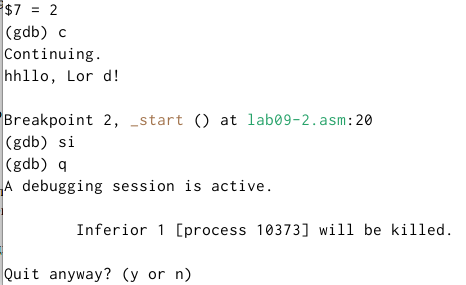 $7 = 2
(gdb) c
Continuing.
hhllo, Lor d!
Breakpoint 2, _start () at lab09-2.asm:20
(gdb) si
(gdb) q
A debugging session is active.
Inferior 1 [process 10373] will be killed.
Quit anyway? (y or n)